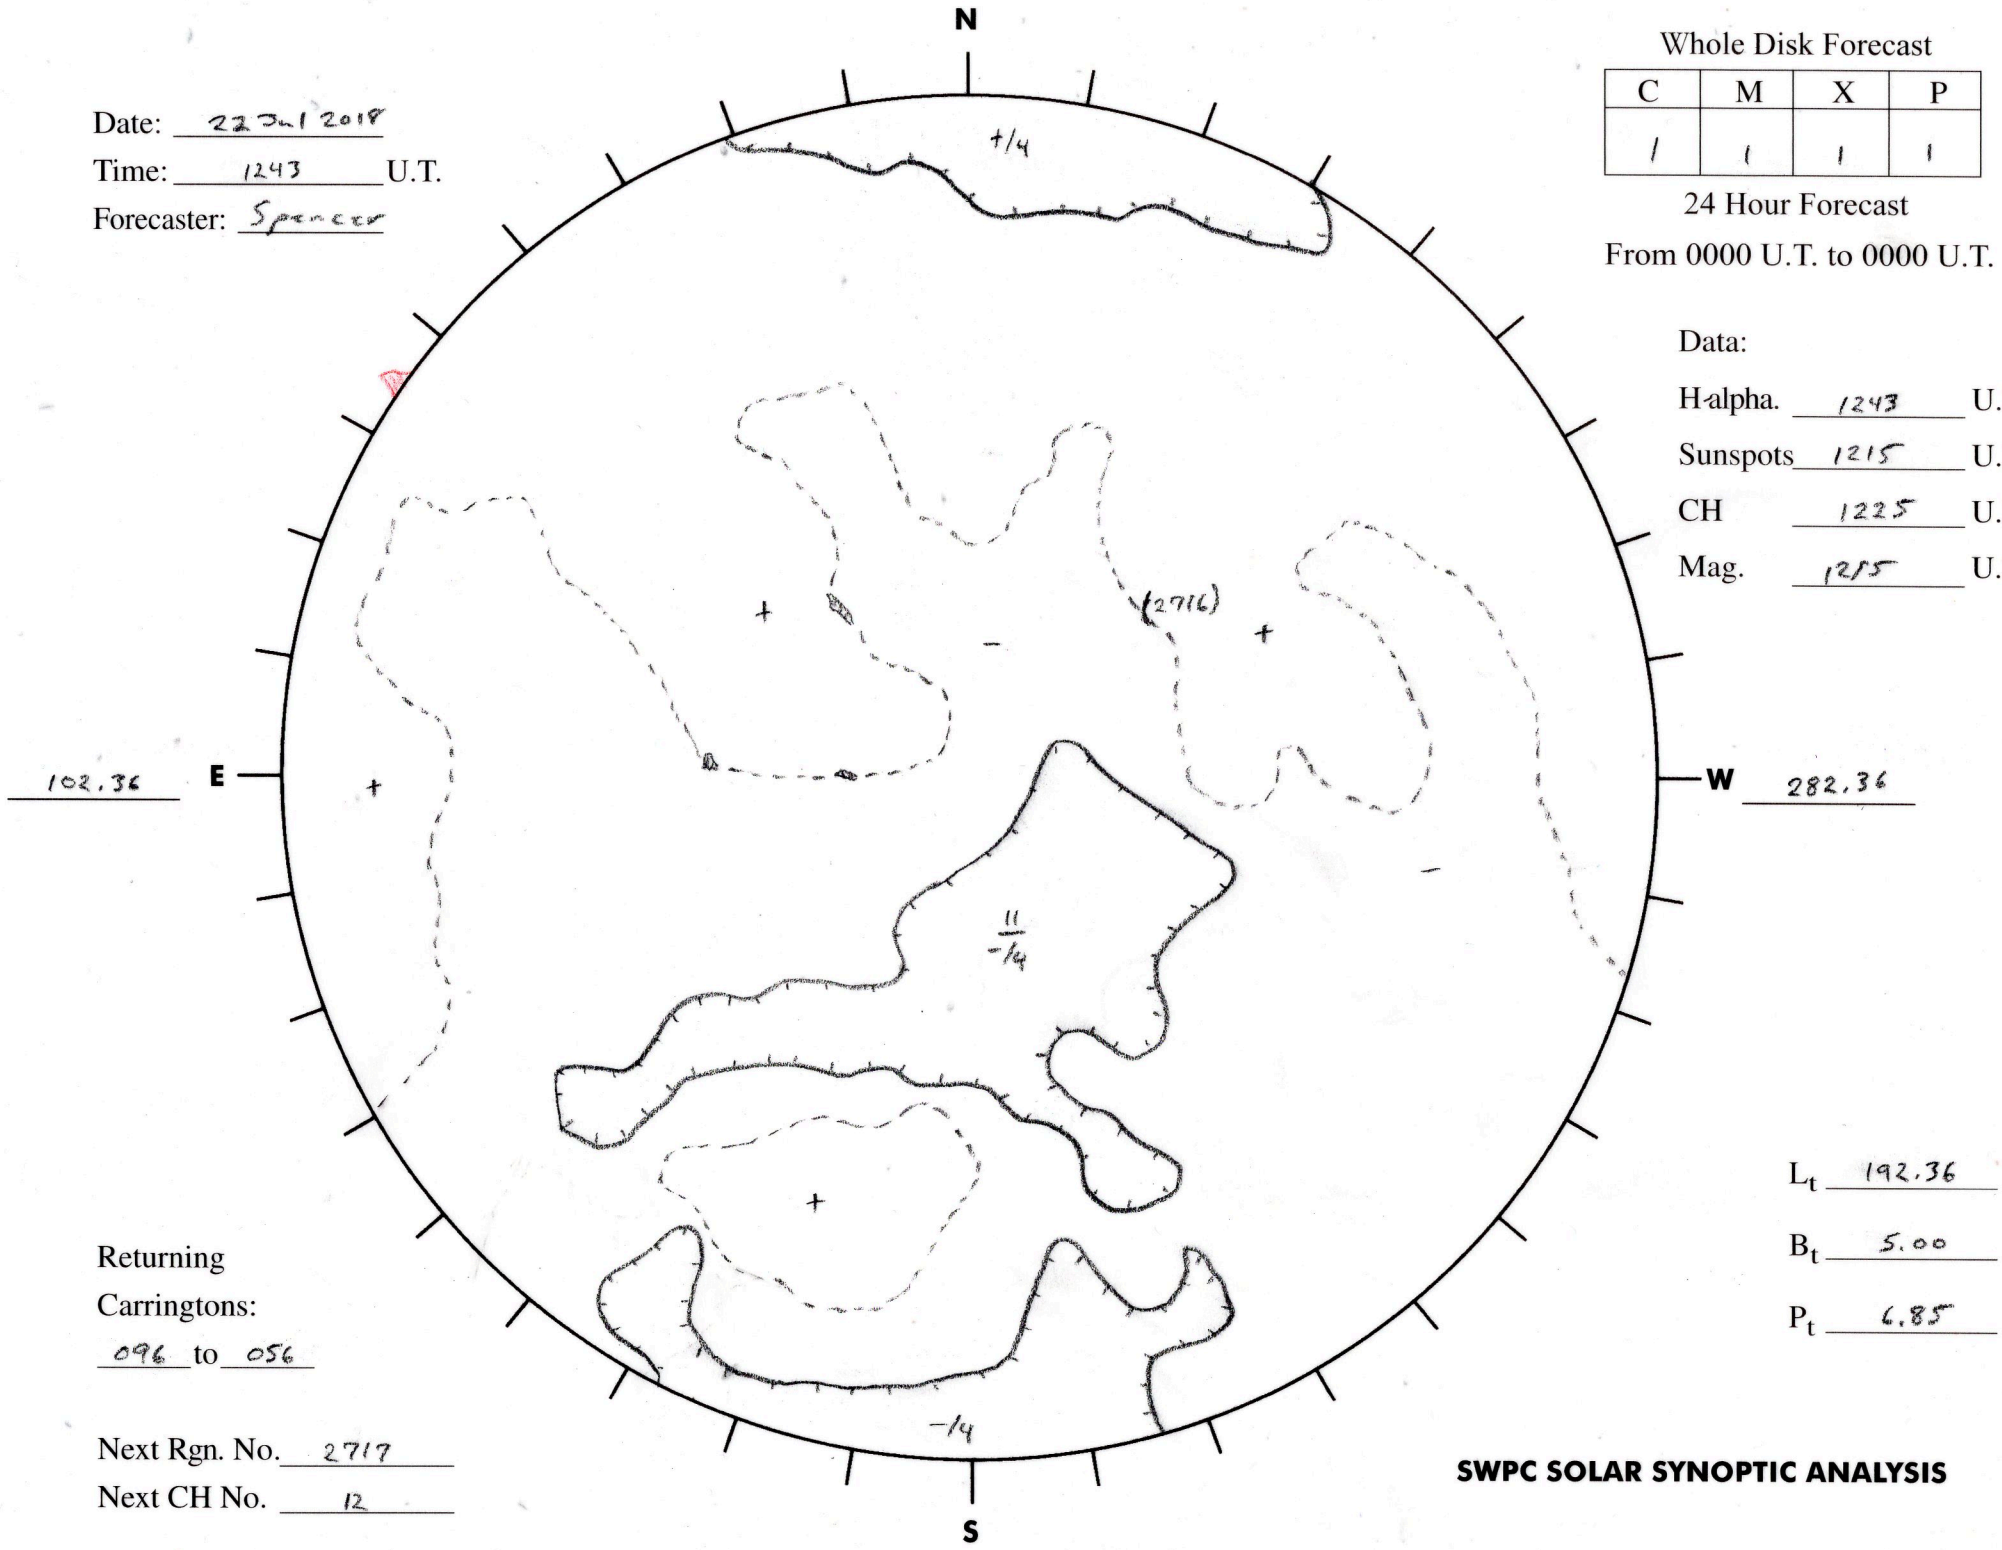 N
Whole Disk Forecast
C M X P
1 1 1 1
24 Hour Forecast
From 0000 U.T. to 0000 U.T.
Date: 22 Jul 2018
Time: 1243 U.T.
Forecaster: Spencer
+/4
Data:
H-alpha. 1243 U.
Sunspots 1215 U.
CH 1225 U.
Mag. 1215 U.
(2716)
+
-
+
102.36 E
+
W 282.36
-
11
-/4
+
Lt 192.36
Bt 5.00
Pt 6.85
Returning
Carringtons:
096 to 056
-/4
Next Rgn. No. 2717
Next CH No. 12
SWPC SOLAR SYNOPTIC ANALYSIS
S